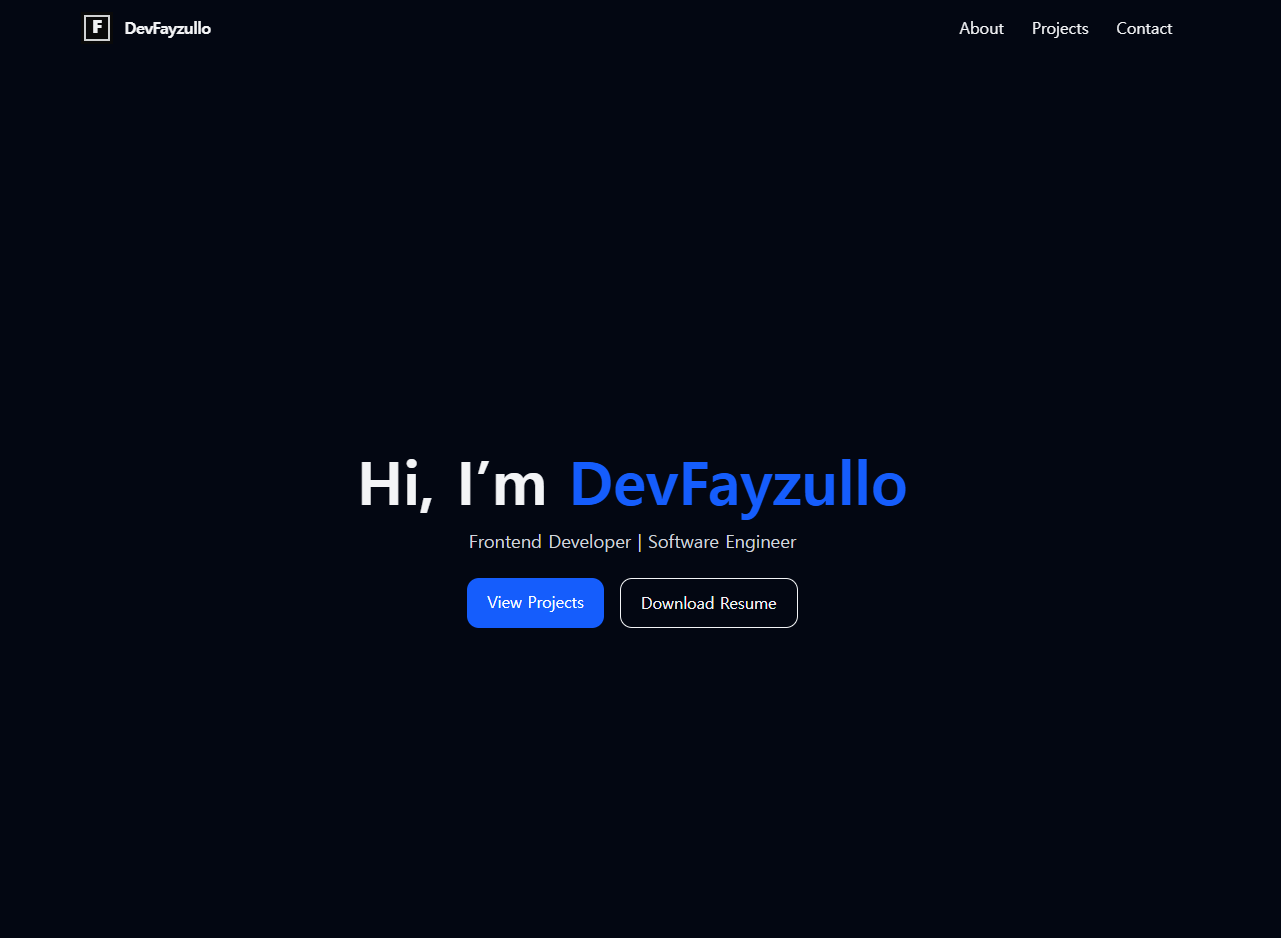 F DevFayzullo About Projects Contact
Hi, I’m DevFayzullo
Frontend Developer | Software Engineer
View Projects Download Resume